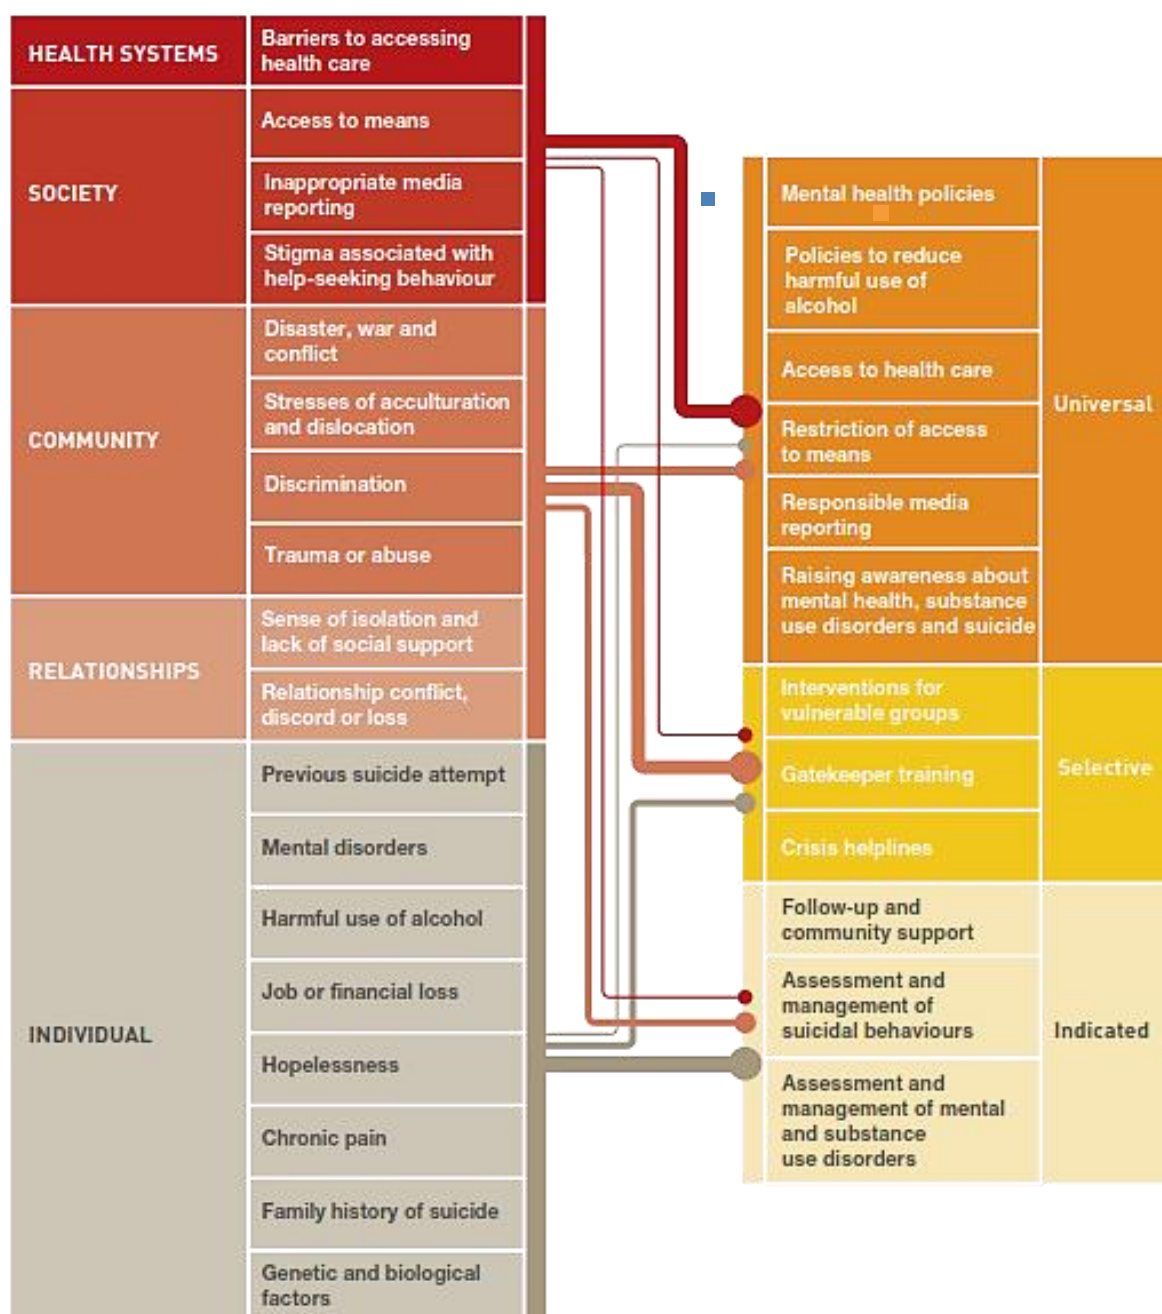 HEALTH SYSTEMS
Barriers to accessing
health care
SOCIETY
Access to means
Inappropriate media
reporting
Stigma associated with
help-seeking behaviour
COMMUNITY
Disaster, war and
conflict
Stresses of acculturation
and dislocation
Discrimination
Trauma or abuse
RELATIONSHIPS
Sense of isolation and
lack of social support
Relationship conflict,
discord or loss
INDIVIDUAL
Previous suicide attempt
Mental disorders
Harmful use of alcohol
Job or financial loss
Hopelessness
Chronic pain
Family history of suicide
Genetic and biological
factors
Mental health policies
Policies to reduce
harmful use of
alcohol
Access to health care
Restriction of access
to means
Responsible media
reporting
Raising awareness about
mental health, substance
use disorders and suicide
Universal
Interventions for
vulnerable groups
Gatekeeper training
Crisis helplines
Selective
Follow-up and
community support
Assessment and
management of
suicidal behaviours
Assessment and
management of mental
and substance
use disorders
Indicated